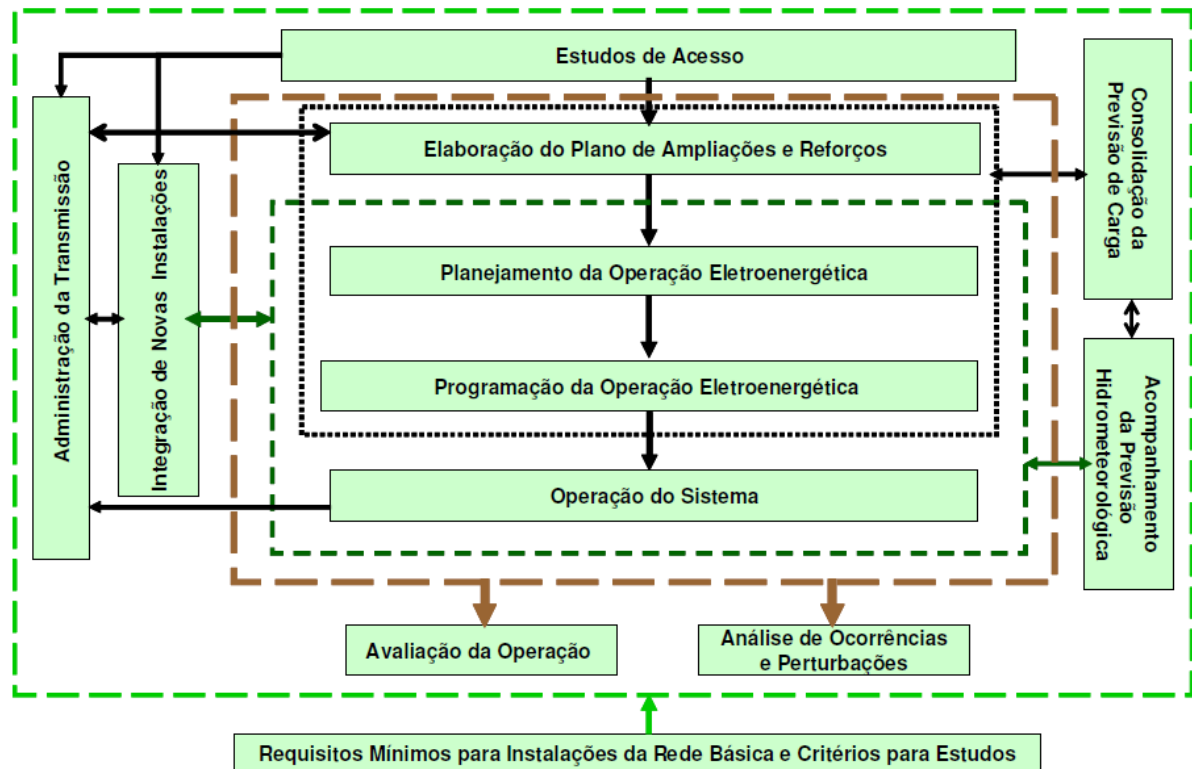 Estudos de Acesso
Consolidação da
Previsão de Carga
Elaboração do Plano de Ampliações e Reforços
Administração da Transmissão
Integração de Novas Instalações
Planejamento da Operação Eletroenergética
Programação da Operação Eletroenergética
Acompanhamento
da Previsão
Hidrometeorológica
Operação do Sistema
Avaliação da Operação
Análise de Ocorrências
e Perturbações
Requisitos Mínimos para Instalações da Rede Básica e Critérios para Estudos